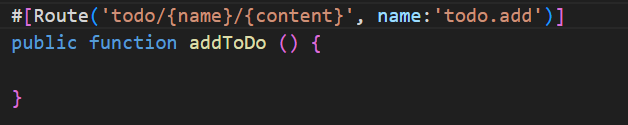 #[Route('todo/{name}/{content}', name:'todo.add')]
public function addToDo () {
}